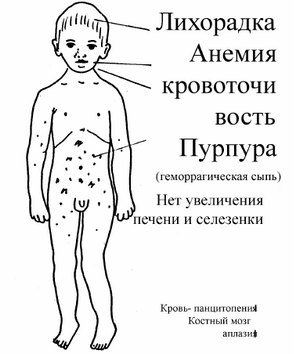 Лихорадка
Анемия
кровоточи
вость
Пурпура
(геморрагическая сыпь)
Нет увеличения
печени и селезенки
Кровь- панцитопения
Костный мозг
аплазия